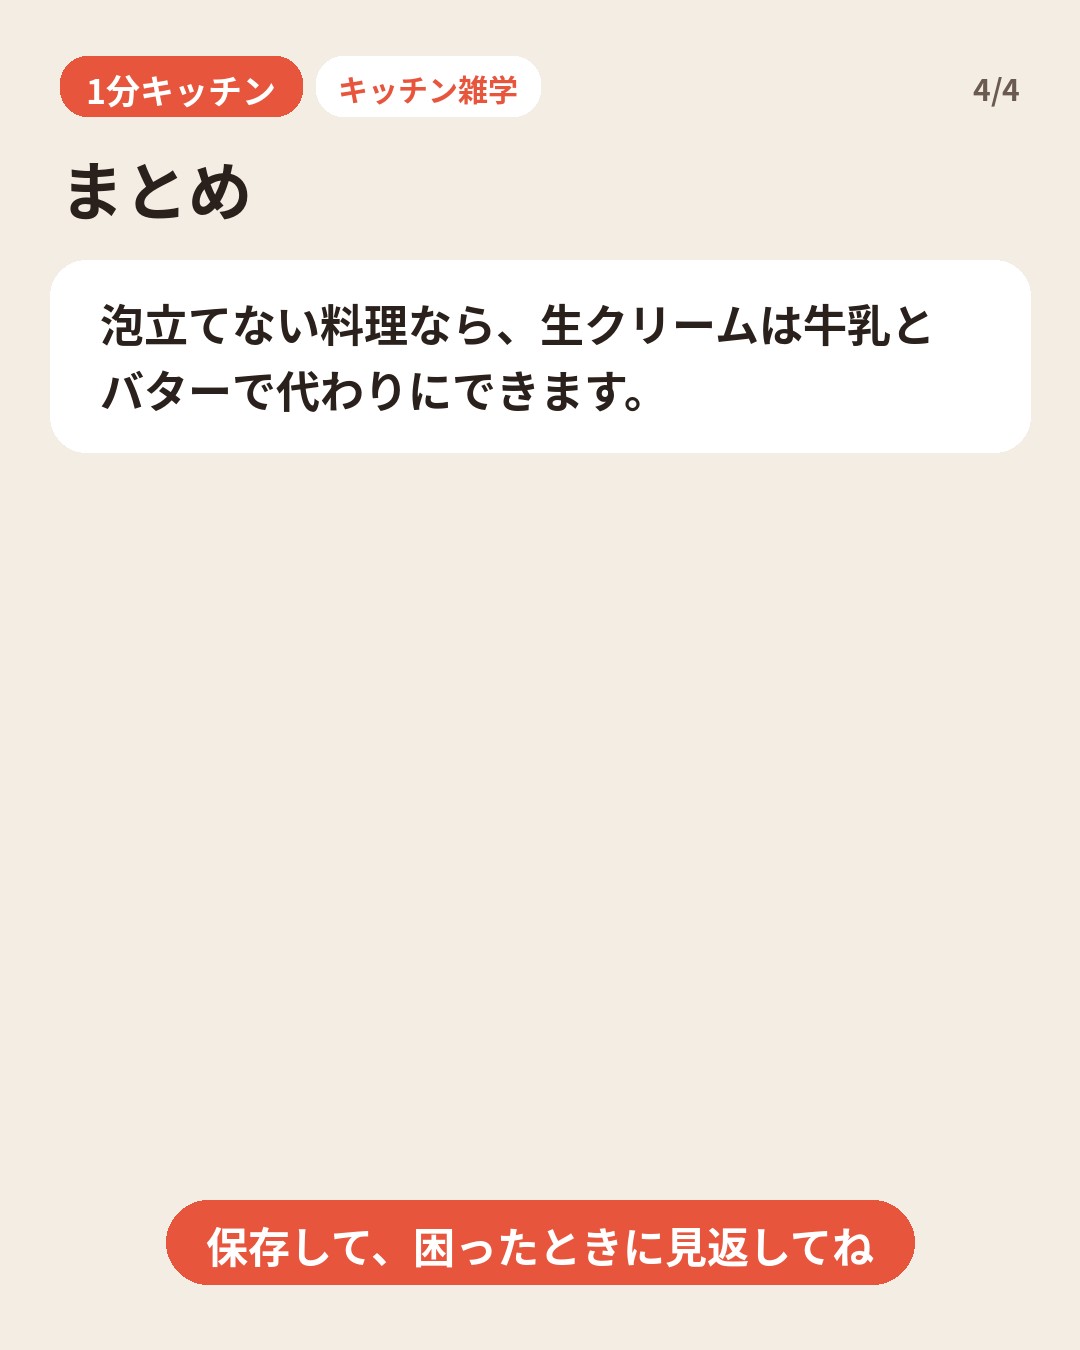 1分キッチン キッチン雑学 4/4
まとめ
泡立てない料理なら、生クリームは牛乳と
バターで代わりにできます。
保存して、困ったときに見返してね